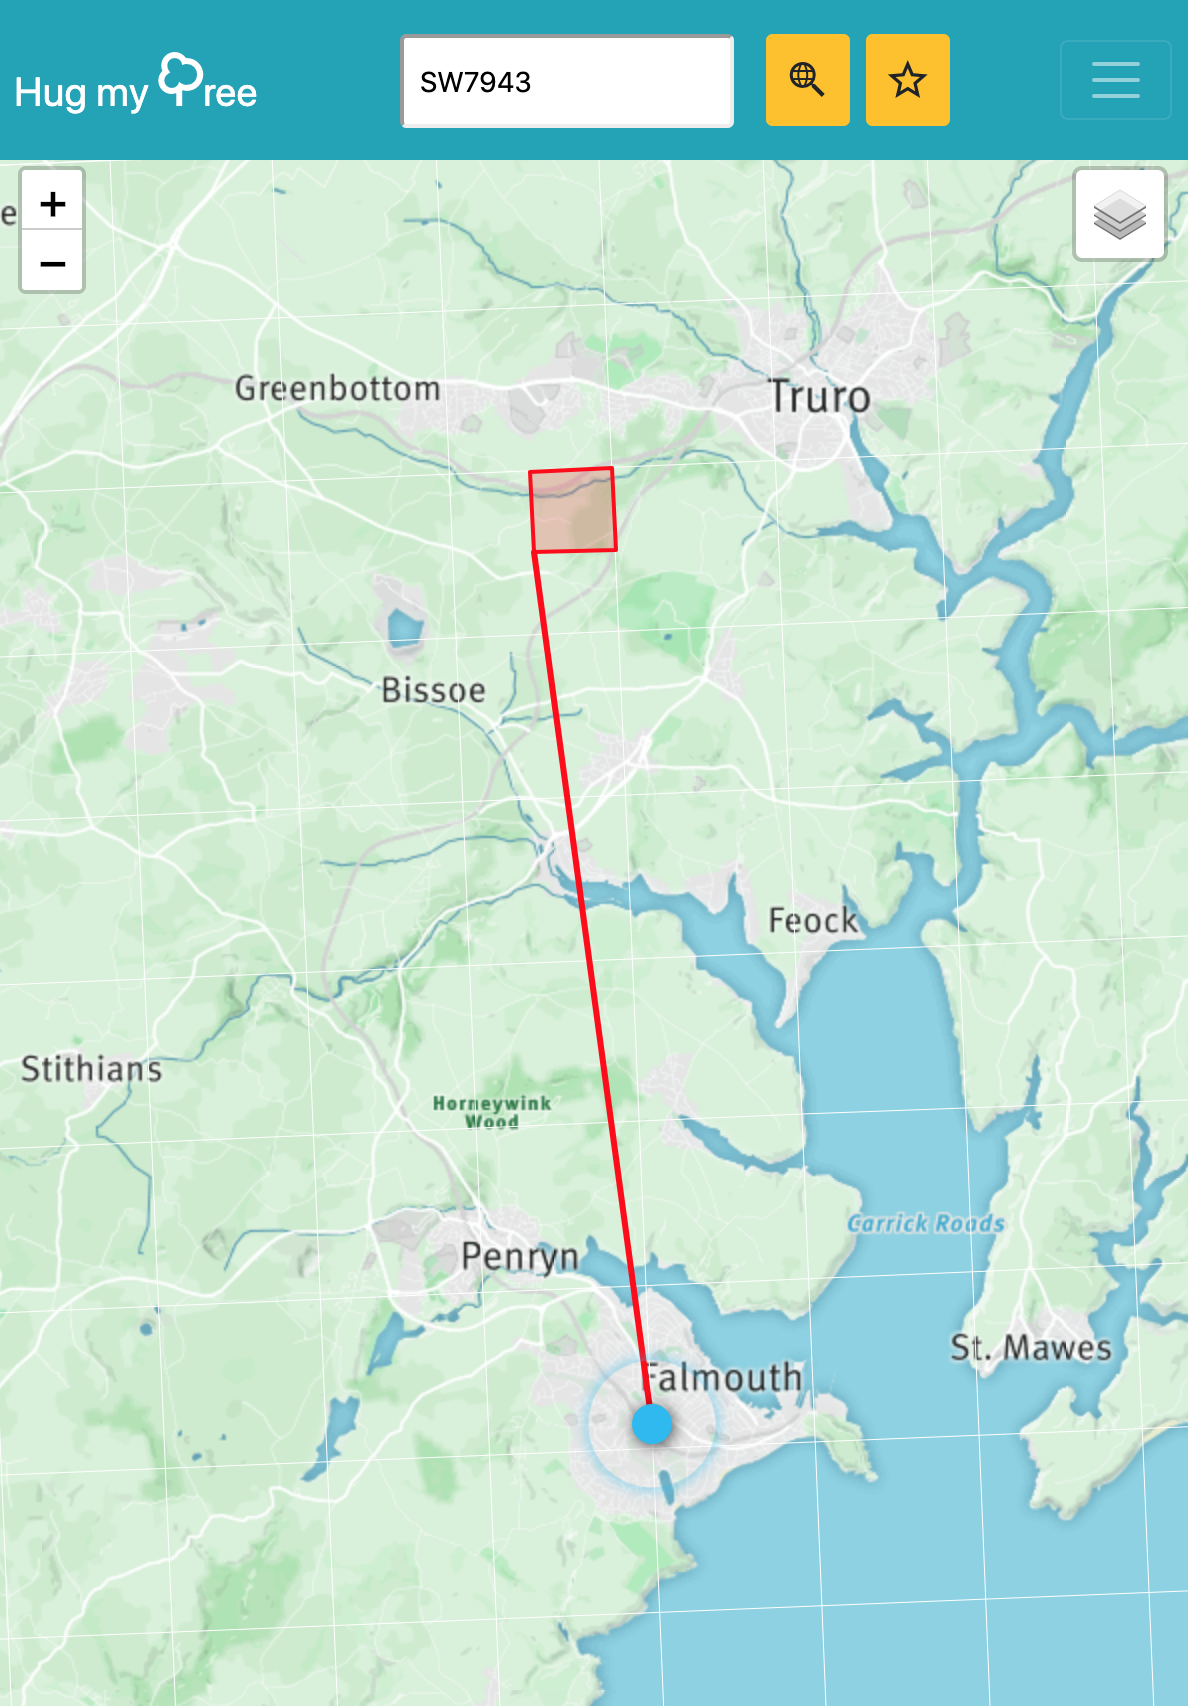 Hug my Tree
SW7943
e
+
−
Greenbottom
Truro
Bissoe
Feock
Stithians
Horneywink
Wood
Carrick Roads
Penryn
St. Mawes
Falmouth